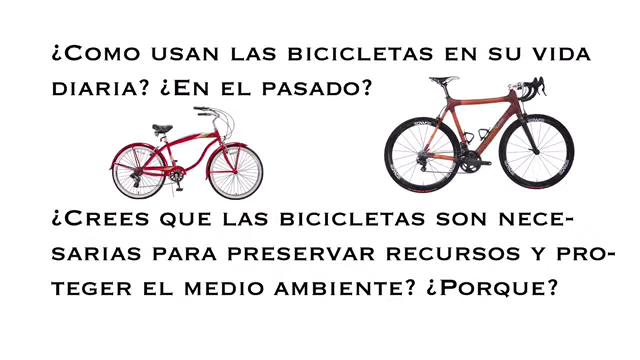 ¿Como usan las bicicletas en su vida
diaria? ¿En el pasado?
¿Crees que las bicicletas son nece-
sarias para preservar recursos y pro-
teger el medio ambiente? ¿Porque?